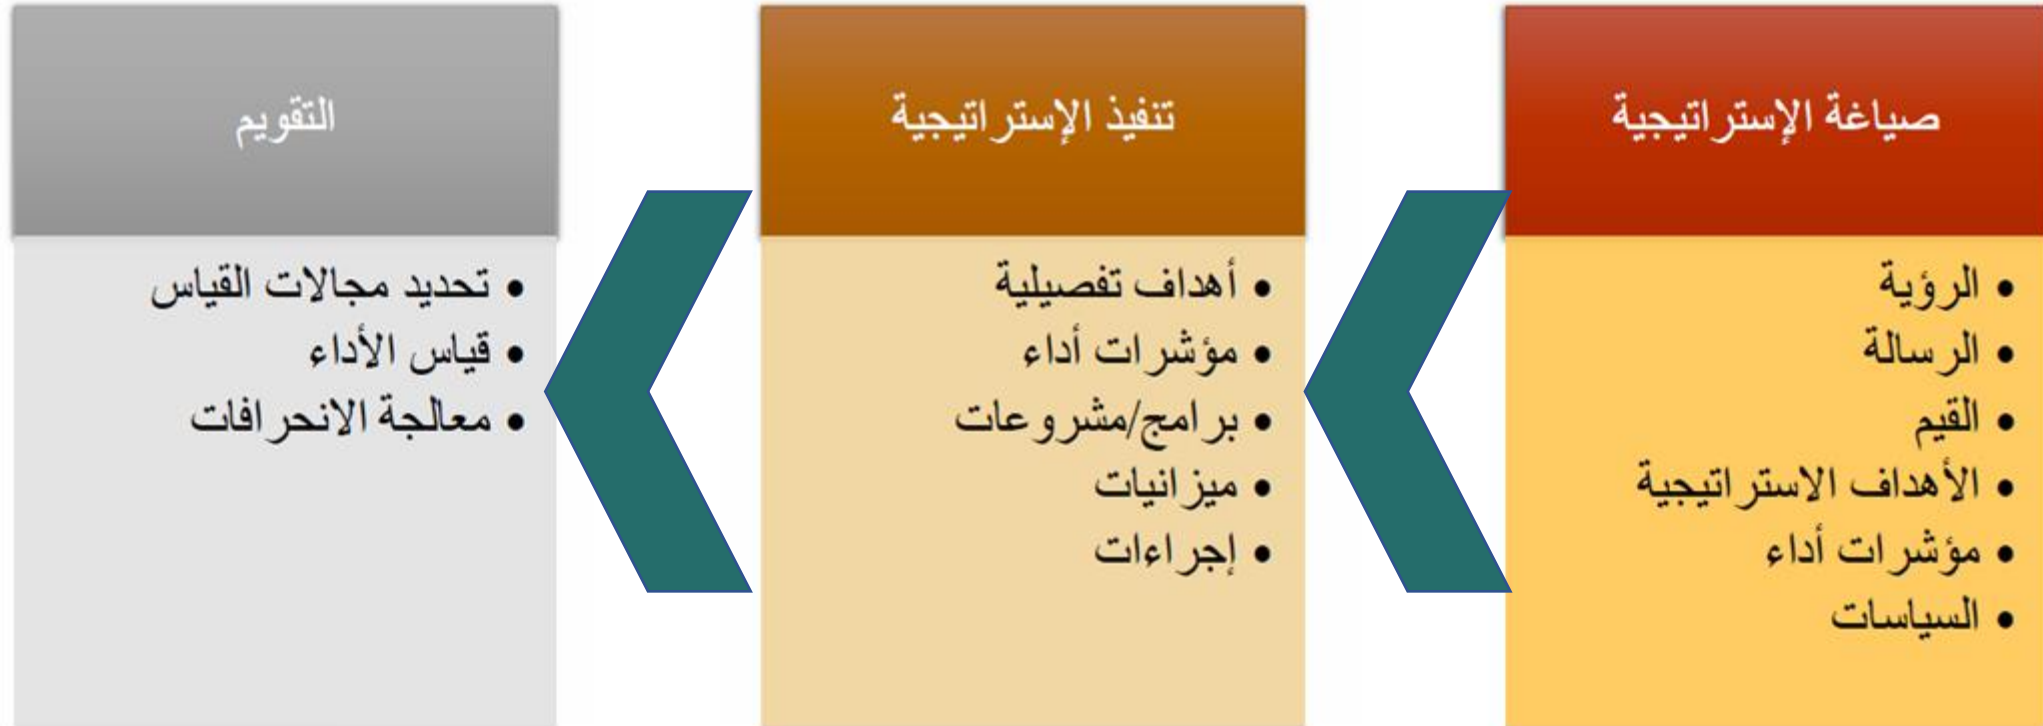 صياغة الإستراتيجية
• الرؤية
• الرسالة
• القيم
• الأهداف الاستراتيجية
• مؤشرات أداء
• السياسات
تنفيذ الإستراتيجية
• أهداف تفصيلية
• مؤشرات أداء
• برامج/مشروعات
• ميزانيات
• إجراءات
التقويم
• تحديد مجالات القياس
• قياس الأداء
• معالجة الانحرافات